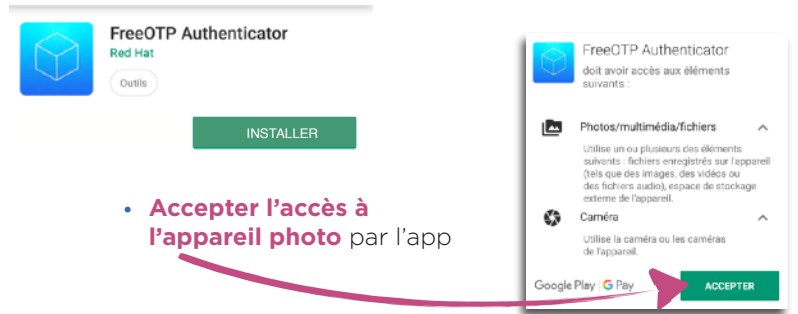 FreeOTP Authenticator
Red Hat
Outils
INSTALLER
• Accepter l'accès à
l'appareil photo par l'app
FreeOTP Authenticator
doit avoir accès aux éléments
suivants :
Photos/multimédia/fichiers
Utilise un ou plusieurs des éléments
suivants : fichiers enregistrés sur l'appareil
(tels que des images, des vidéos ou
des fichiers audio), espace de stockage
externe de l'appareil.
Caméra
Utilise la caméra ou les caméras
de l'appareil.
Google Play | G Pay
ACCEPTER